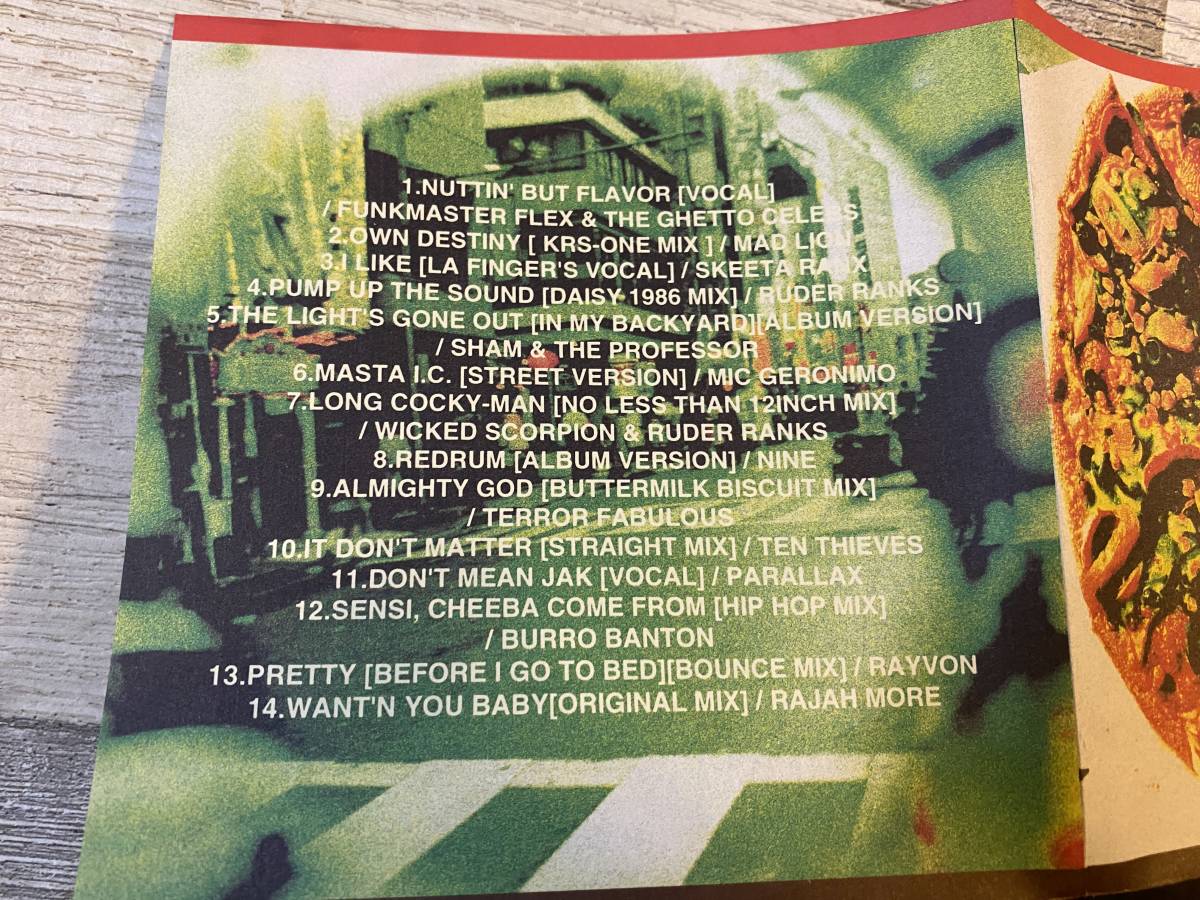 1.NUTTIN' BUT FLAVOR [VOCAL]
/ FUNKMASTER FLEX & THE GHETTO CELEBS
2.OWN DESTINY [ KRS-ONE MIX ] / MAD LION
3.I LIKE [LA FINGER'S VOCAL] / SKEETA RANX
4.PUMP UP THE SOUND [DAISY 1986 MIX] / RUDER RANKS
5.THE LIGHT'S GONE OUT [IN MY BACKYARD][ALBUM VERSION]
/ SHAM & THE PROFESSOR
6.MASTA I.C. [STREET VERSION] / MIC GERONIMO
7.LONG COCKY-MAN [NO LESS THAN 12INCH MIX]
/ WICKED SCORPION & RUDER RANKS
8.REDRUM [ALBUM VERSION] / NINE
9.ALMIGHTY GOD [BUTTERMILK BISCUIT MIX]
/ TERROR FABULOUS
10.IT DON'T MATTER [STRAIGHT MIX] / TEN THIEVES
11.DON'T MEAN JAK [VOCAL] / PARALLAX
12.SENSI, CHEEBA COME FROM [HIP HOP MIX]
/ BURRO BANTON
13.PRETTY [BEFORE I GO TO BED][BOUNCE MIX] / RAYVON
14.WANT'N YOU BABY[ORIGINAL MIX] / RAJAH MORE